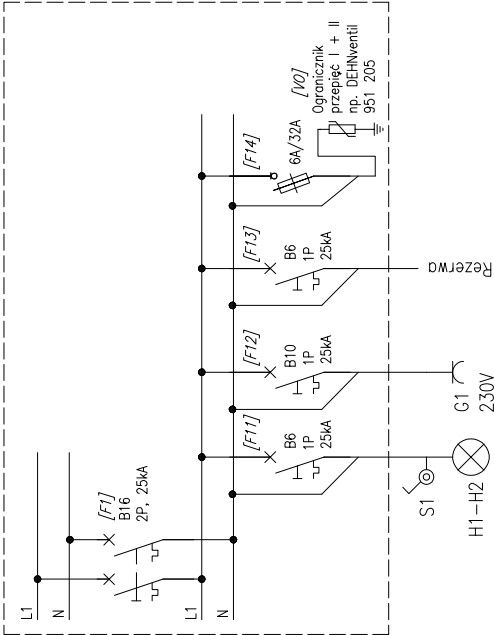 [VO]
Ogranicznik
przepięć I + II
np. DEHNventil
951 205
[F14]
6A/32A
[F13]
B6
1P
25kA
Rezerwa
[F12]
B10
1P
25kA
G1
230V
[F11]
B6
1P
25kA
S1
H1-H2
[F1]
B16
2P, 25kA
L1
N
L1
N